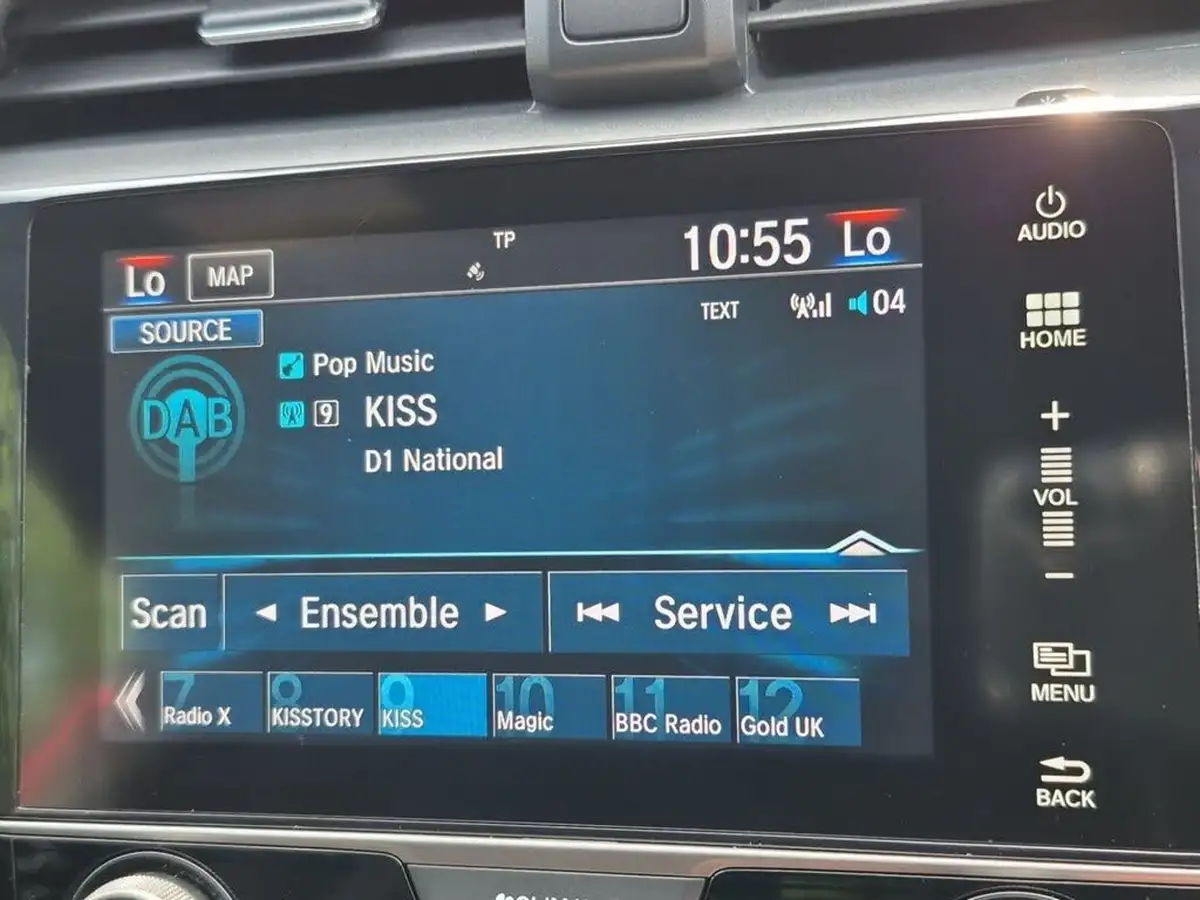 TP
Lo MAP 10:55 Lo
SOURCE TEXT 04
Pop Music
DAB 9 KISS
D1 National
Scan Ensemble Service
7 8 9 10 11 12
Radio X KISSTORY KISS Magic BBC Radio Gold UK
AUDIO
HOME
+
VOL
−
MENU
BACK